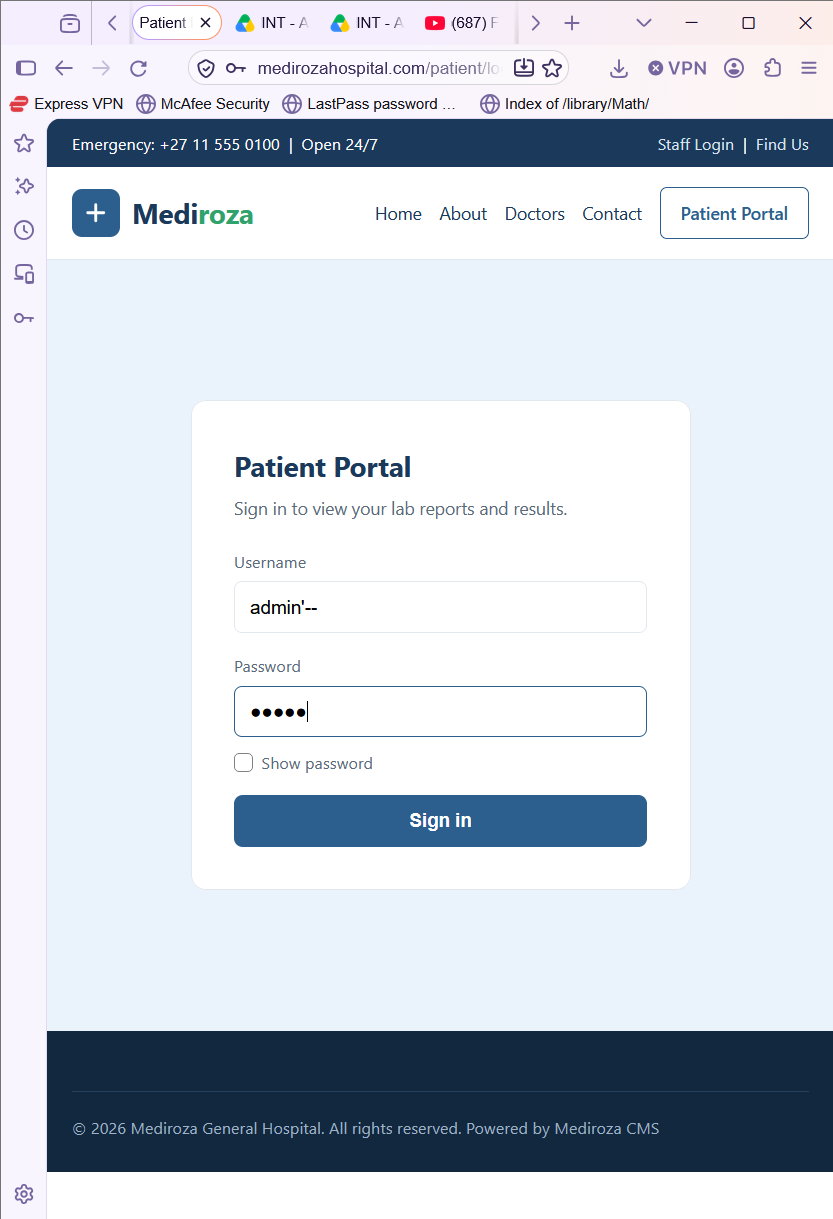 Patient
INT - A
INT - A
(687) F
medirozahospital.com/patient/lo
VPN
Express VPN
McAfee Security
LastPass password ...
Index of /library/Math/
Emergency: +27 11 555 0100 | Open 24/7
Staff Login | Find Us
Mediroza
Home
About
Doctors
Contact
Patient Portal
Patient Portal
Sign in to view your lab reports and results.
Username
admin'--
Password
●●●●●
Show password
Sign in
© 2026 Mediroza General Hospital. All rights reserved. Powered by Mediroza CMS